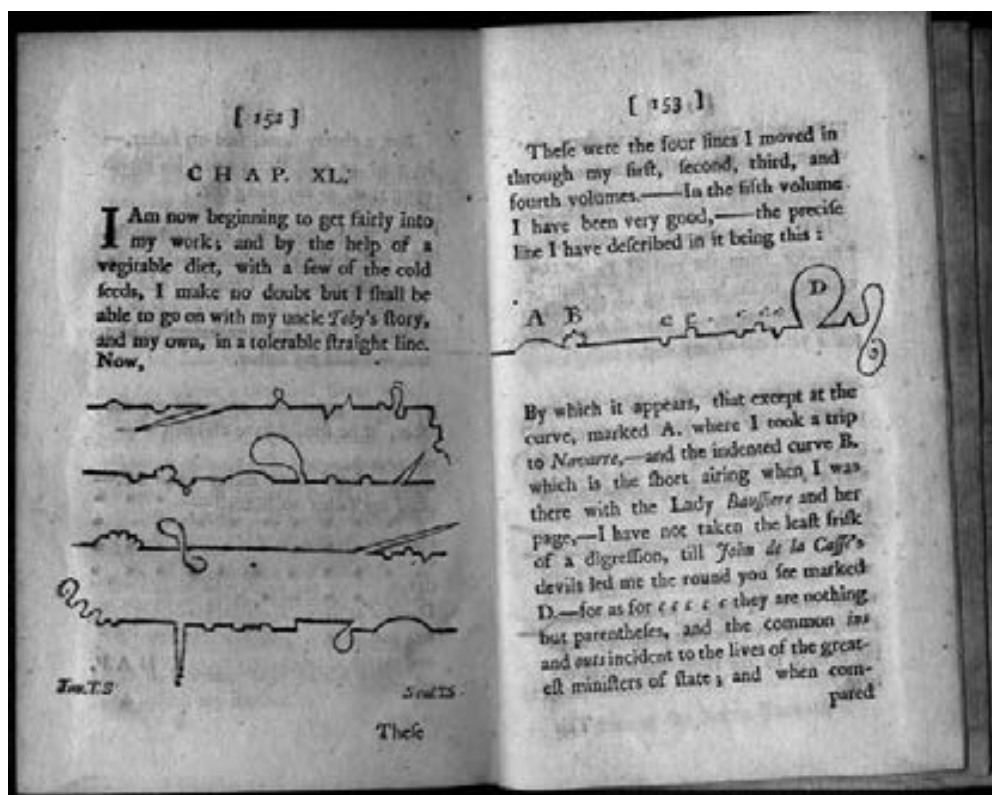 [ 152 ]
CHAP. XL.
I Am now beginning to get fairly into
my work; and by the help of a
vegitable diet, with a few of the cold
ſeeds, I make no doubt but I ſhall be
able to go on with my uncle Toby's ſtory,
and my own, in a tolerable ſtraight line.
Now,
Inv. T.S
Scul. T.S
Theſe
[ 153 ]
Theſe were the four lines I moved in
through my firſt, ſecond, third, and
fourth volumes.——In the fifth volume
I have been very good,——the preciſe
line I have deſcribed in it being this :
A B c c c c c D
By which it appears, that except at the
curve, marked A. where I took a trip
to Navarre,—and the indented curve B.
which is the ſhort airing when I was
there with the Lady Bauſſiere and her
page,—I have not taken the leaſt friſk
of a digreſſion, till John de la Caſſe's
devils led me the round you ſee marked
D.—for as for c c c c c they are nothing
but parentheſes, and the common ins
and outs incident to the lives of the great-
eſt miniſters of ſtate ; and when com-
pared